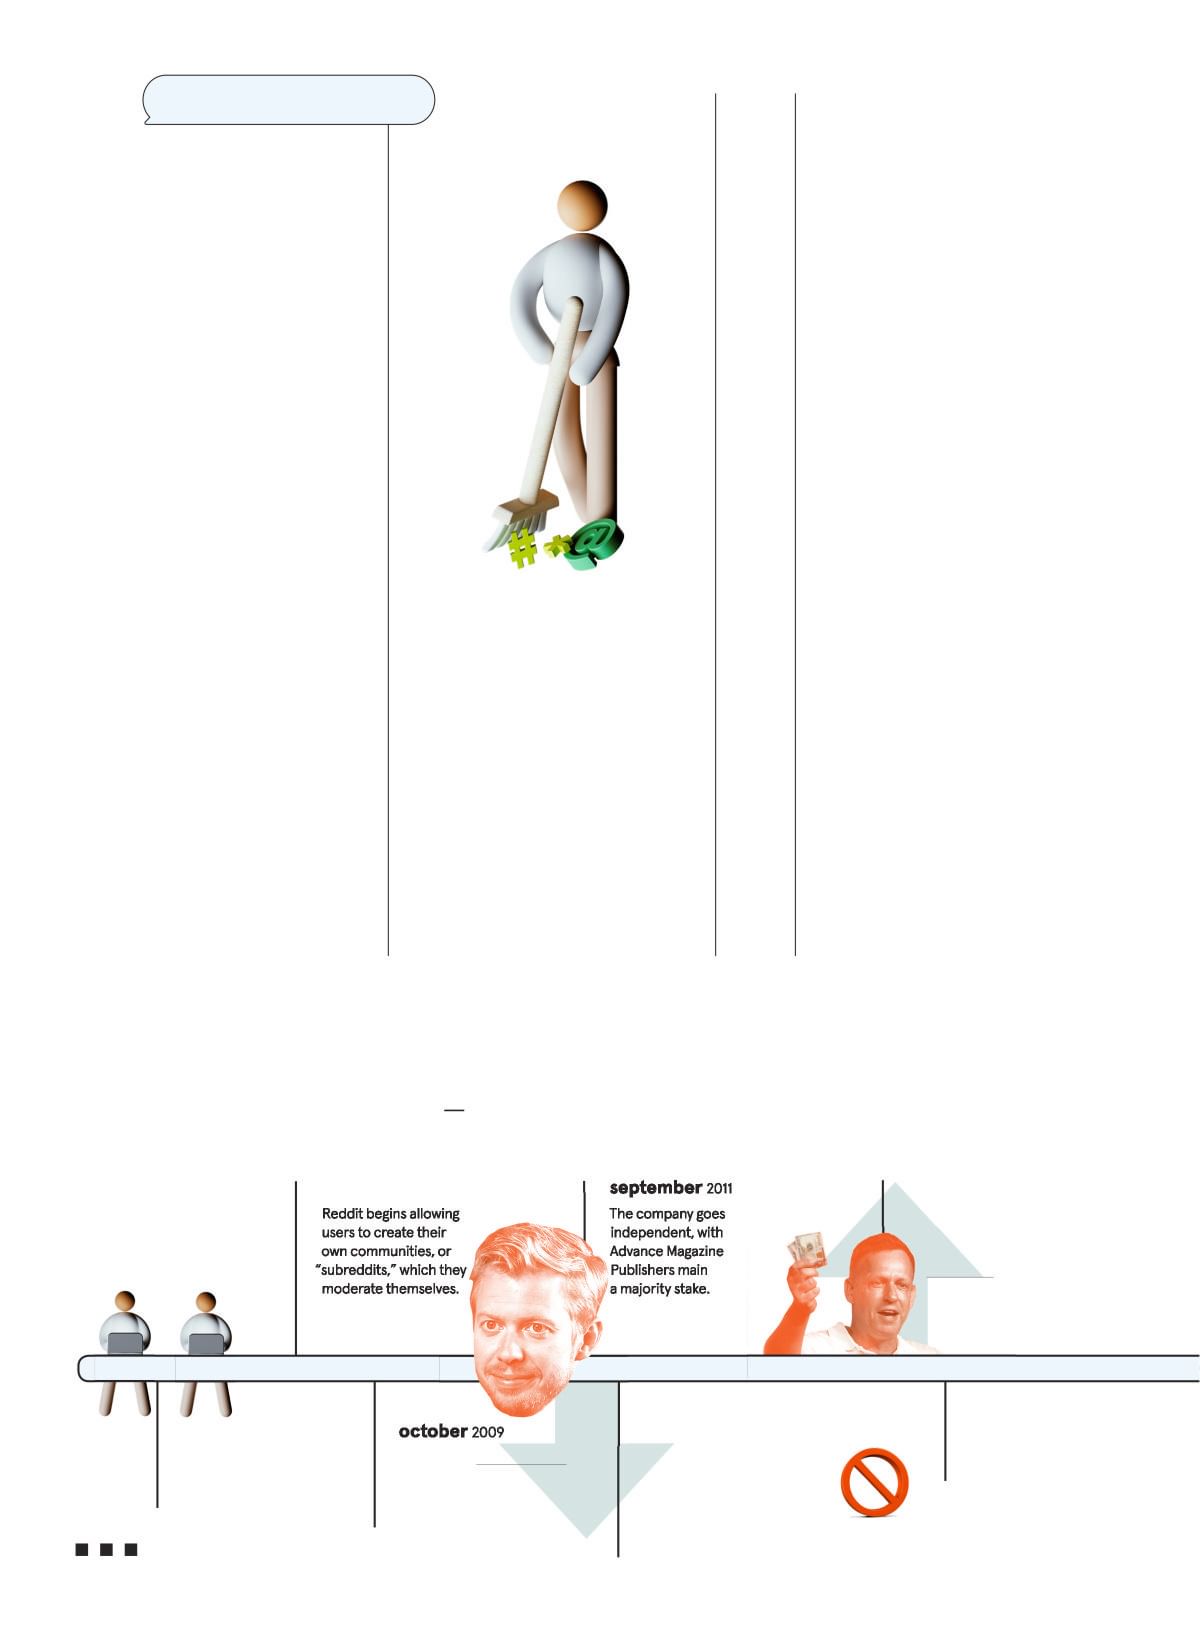 Reddit begins allowing
users to create their
own communities, or
“subreddits,” which they
moderate themselves.
september 2011
The company goes
independent, with
Advance Magazine
Publishers main
a majority stake.
october 2009
#*@